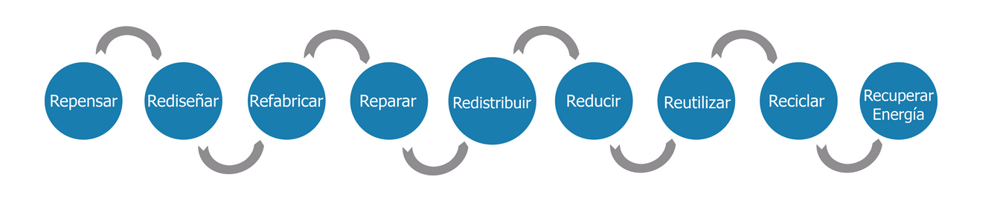 Repensar
Rediseñar
Refabricar
Reparar
Redistribuir
Reducir
Reutilizar
Reciclar
Recuperar
Energía